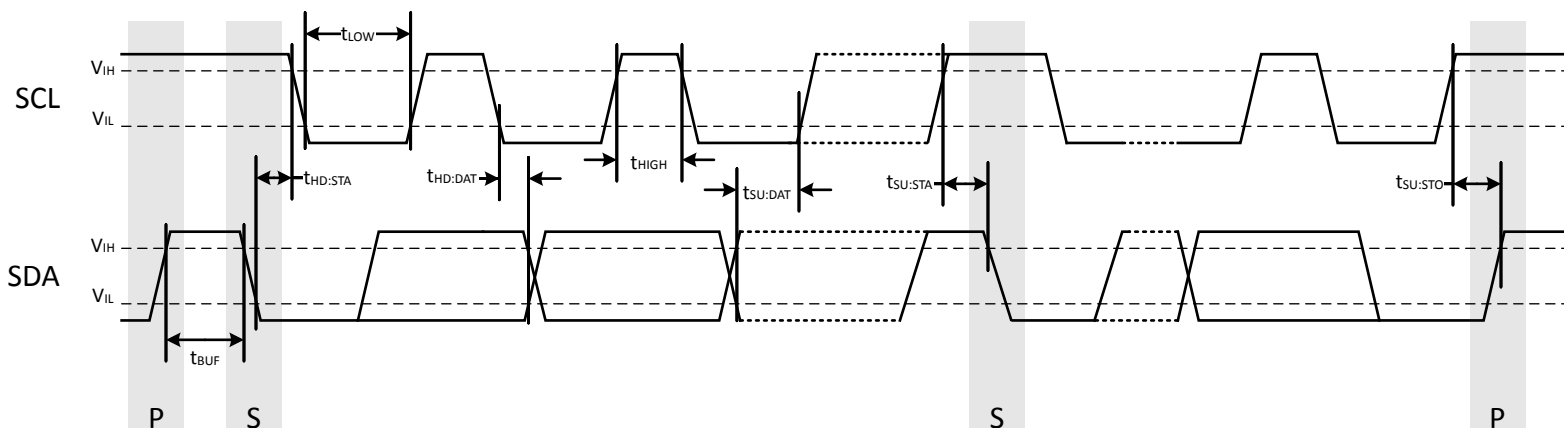 tLOW
VIH
SCL
VIL
tHD:STA
tHD:DAT
tHIGH
tSU:DAT
tSU:STA
tSU:STO
VIH
SDA
VIL
tBUF
P
S
S
P